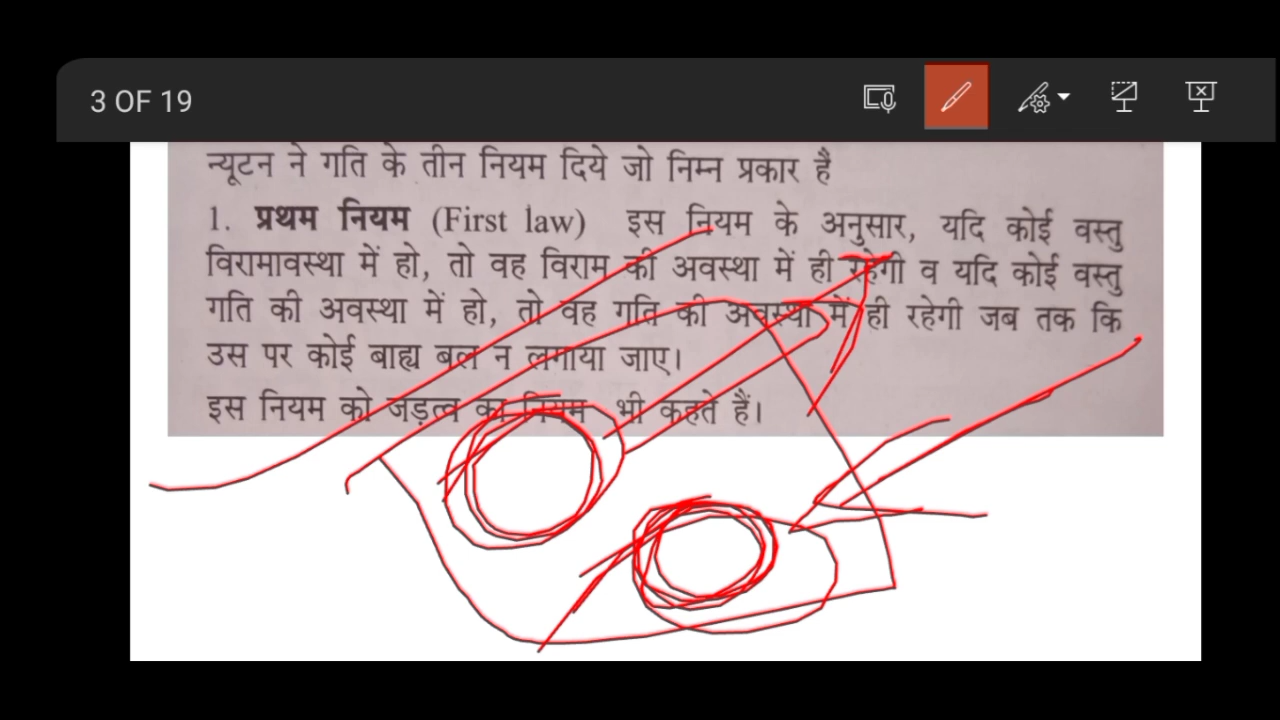 3 OF 19
न्यूटन ने गति के तीन नियम दिये जो निम्न प्रकार है
1. प्रथम नियम (First law) इस नियम के अनुसार, यदि कोई वस्तु
विरामावस्था में हो, तो वह विराम की अवस्था में ही रहेगी व यदि कोई वस्तु
गति की अवस्था में हो, तो वह गति की अवस्था में ही रहेगी जब तक कि
उस पर कोई बाह्य बल न लगाया जाए।
इस नियम को जड़त्व का नियम भी कहते हैं।